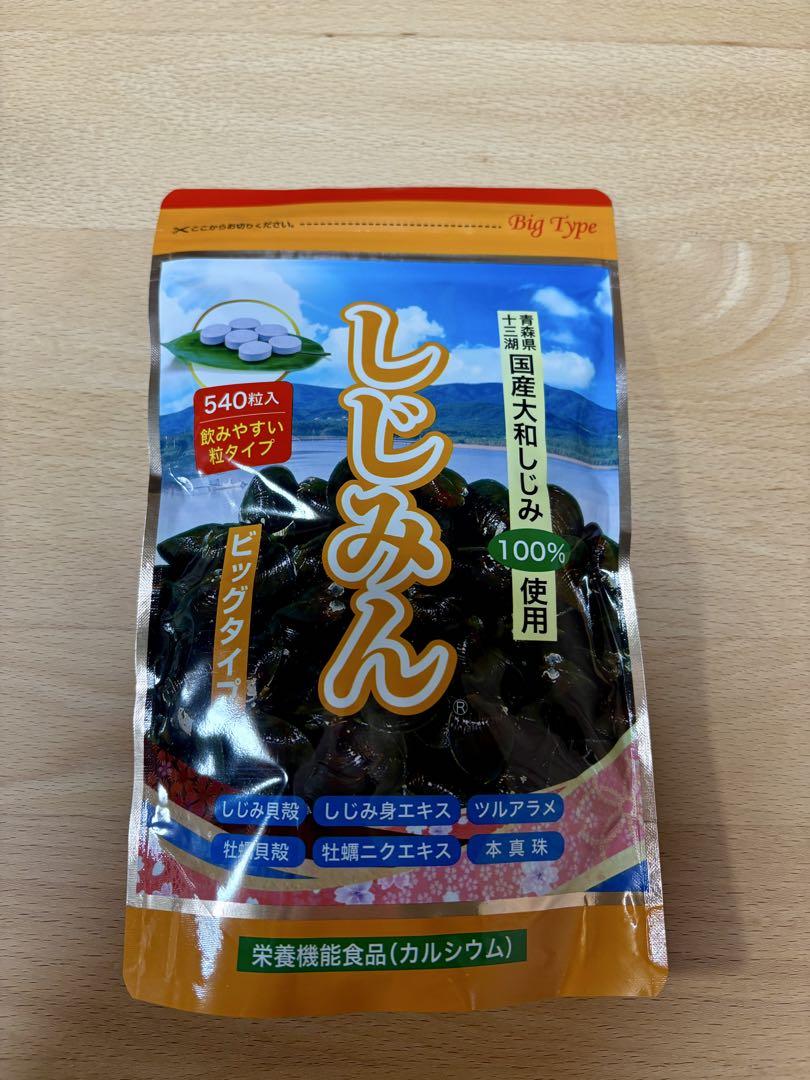 ここからお切りください。
Big Type
しじみん
®
青森県
十三湖
国産大和しじみ
100%
使用
540粒入
飲みやすい
粒タイプ
ビッグタイプ
しじみ貝殻
しじみ身エキス
ツルアラメ
牡蠣貝殻
牡蠣ニクエキス
本真珠
栄養機能食品(カルシウム)